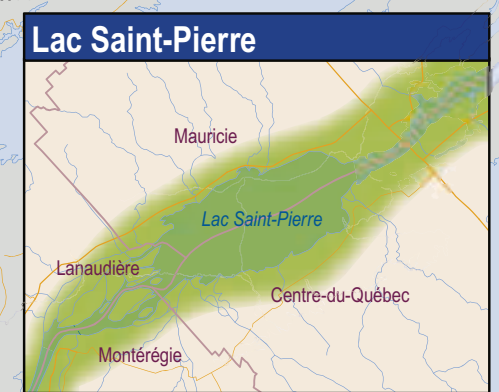 Lac Saint-Pierre
Mauricie
Lac Saint-Pierre
Lanaudière
Centre-du-Québec
Montérégie